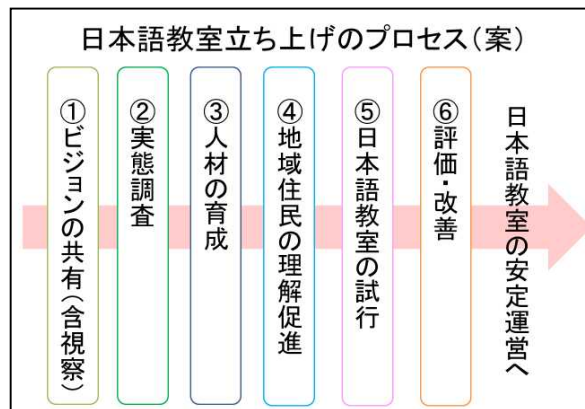 日本語教室立ち上げのプロセス(案)
①ビジョンの共有(含視察)
②実態調査
③人材の育成
④地域住民の理解促進
⑤日本語教室の試行
⑥評価・改善
日本語教室の安定運営へ